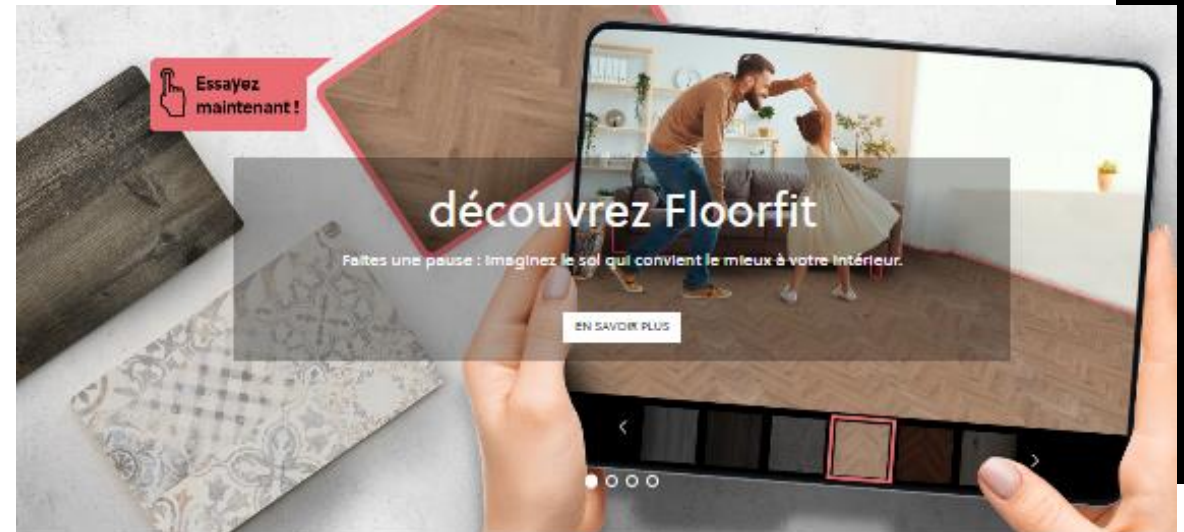 Essayez
maintenant !
découvrez Floorfit
Faites une pause : imaginez le sol qui convient le mieux à votre intérieur.
EN SAVOIR PLUS